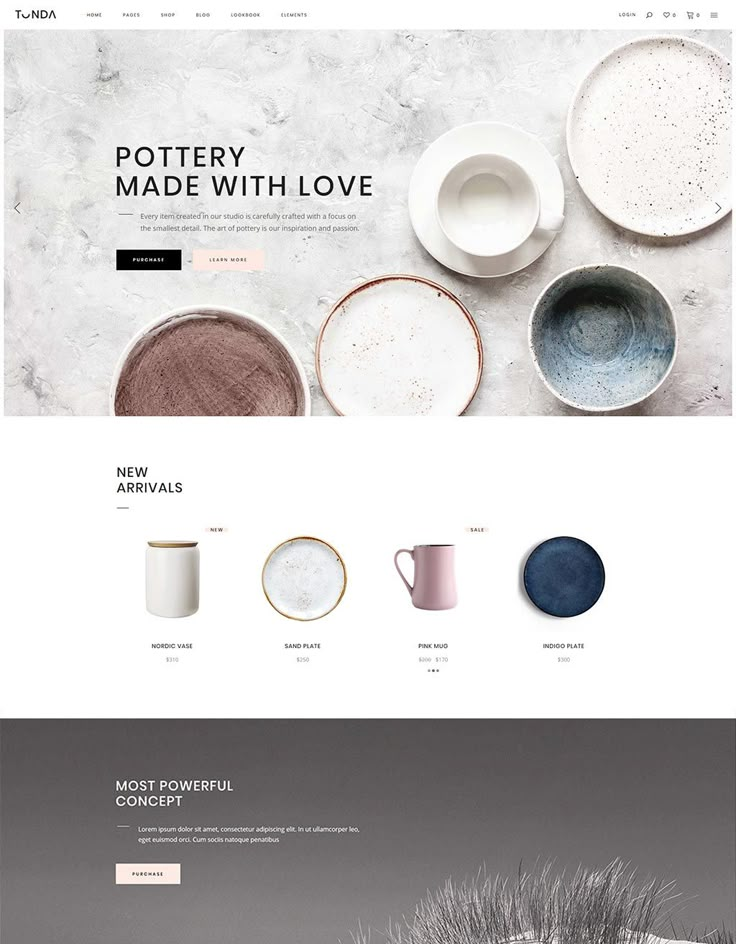 TONDA
HOME PAGES SHOP BLOG LOOKBOOK ELEMENTS
LOGIN 0 0
POTTERY
MADE WITH LOVE
Every item created in our studio is carefully crafted with a focus on
the smallest detail. The art of pottery is our inspiration and passion.
PURCHASE LEARN MORE
NEW
ARRIVALS
NEW
SALE
NORDIC VASE
$310
SAND PLATE
$250
PINK MUG
$200 $170
INDIGO PLATE
$300
MOST POWERFUL
CONCEPT
Lorem ipsum dolor sit amet, consectetur adipiscing elit. In ut ullamcorper leo,
eget euismod orci. Cum sociis natoque penatibus
PURCHASE